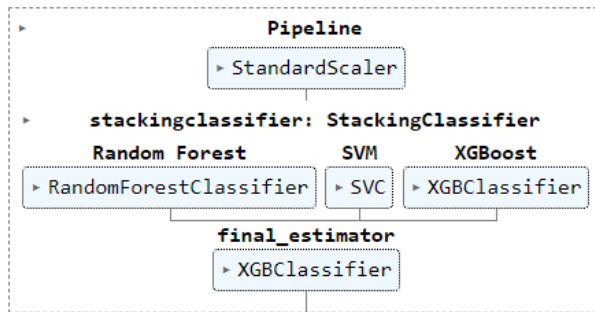 Pipeline
StandardScaler
stackingclassifier: StackingClassifier
Random Forest SVM XGBoost
RandomForestClassifier SVC XGBClassifier
final_estimator
XGBClassifier